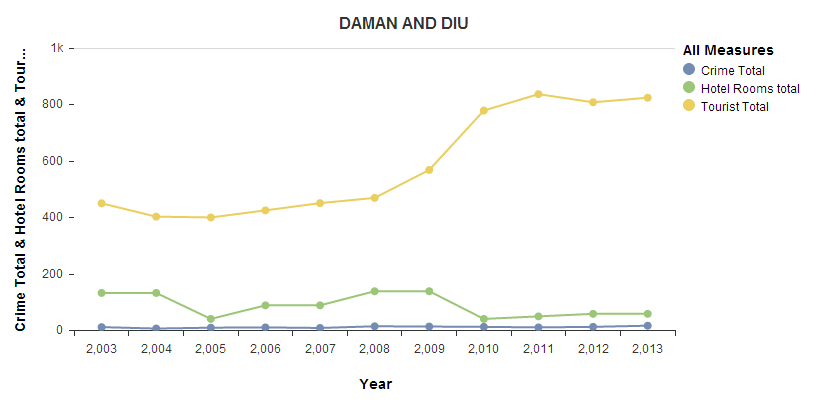 DAMAN AND DIU
Crime Total & Hotel Rooms total & Tour...
1k
800
600
400
200
0
2,003 2,004 2,005 2,006 2,007 2,008 2,009 2,010 2,011 2,012 2,013
Year
All Measures
Crime Total
Hotel Rooms total
Tourist Total